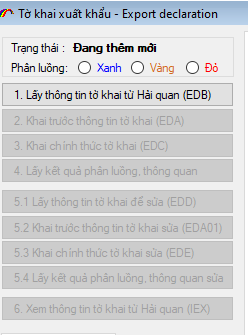 Tờ khai xuất khẩu - Export declaration
Trạng thái : Đang thêm mới
Phân luồng: Xanh Vàng Đỏ
1. Lấy thông tin tờ khai từ Hải quan (EDB)
2. Khai trước thông tin tờ khai (EDA)
3. Khai chính thức tờ khai (EDC)
4. Lấy kết quả phân luồng, thông quan
5.1 Lấy thông tin tờ khai để sửa (EDD)
5.2 Khai trước thông tin tờ khai sửa (EDA01)
5.3 Khai chính thức tờ khai sửa (EDE)
5.4 Lấy kết quả phân luồng, thông quan sửa
6. Xem thông tin tờ khai từ Hải quan (IEX)